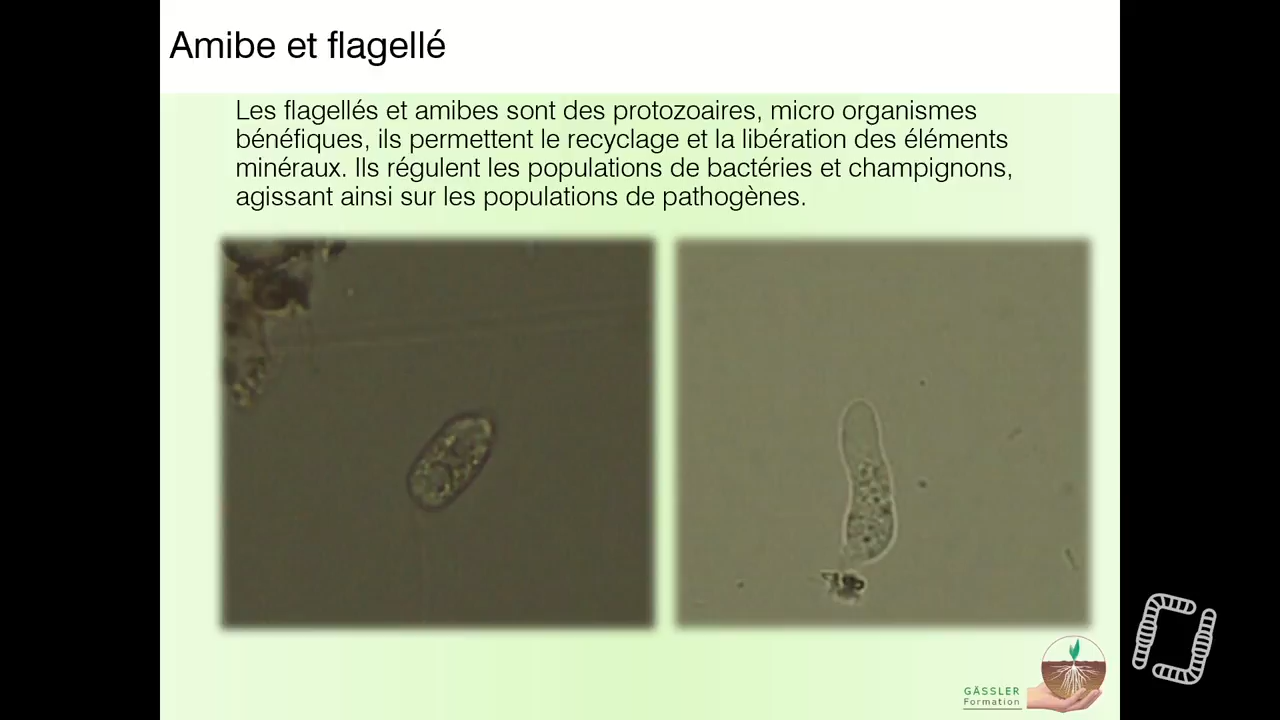 Amibe et flagellé
Les flagellés et amibes sont des protozoaires, micro organismes
bénéfiques, ils permettent le recyclage et la libération des éléments
minéraux. Ils régulent les populations de bactéries et champignons,
agissant ainsi sur les populations de pathogènes.
GÄSSLER
Formation